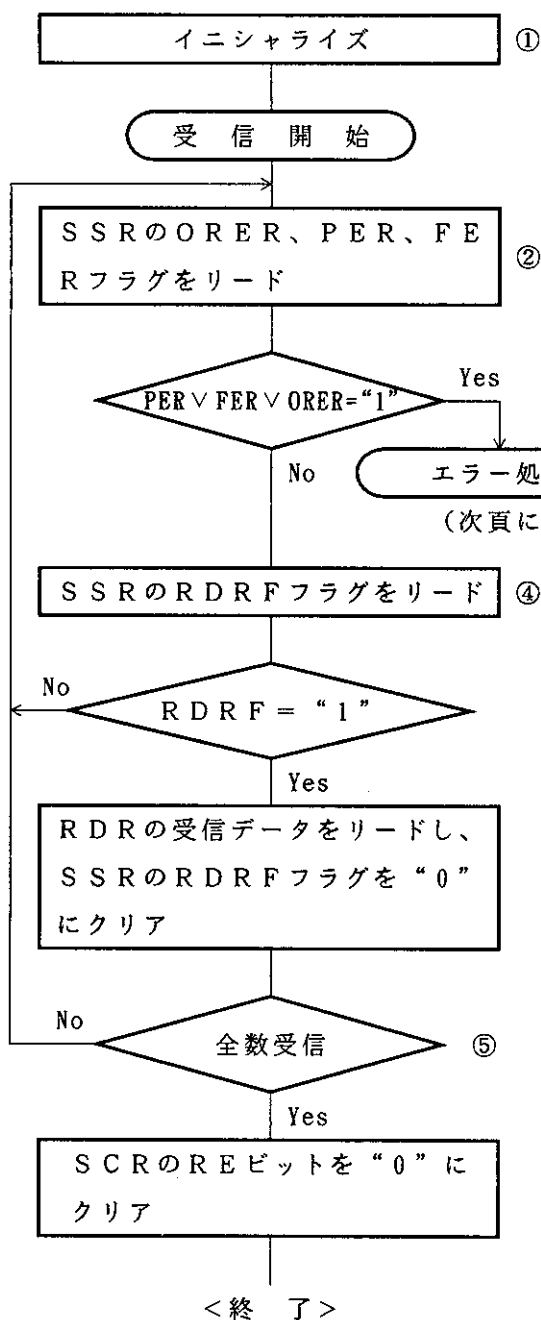 イニシャライズ ①
受信開始
SSRのORER、PER、FE
Rフラグをリード ②
PER∨FER∨ORER=“1”
Yes
No
エラー処
(次頁に
SSRのRDRFフラグをリード ④
No
RDRF=“1”
Yes
RDRの受信データをリードし、
SSRのRDRFフラグを“0”
にクリア
No
全数受信 ⑤
Yes
SCRのREビットを“0”に
クリア
<終 了>